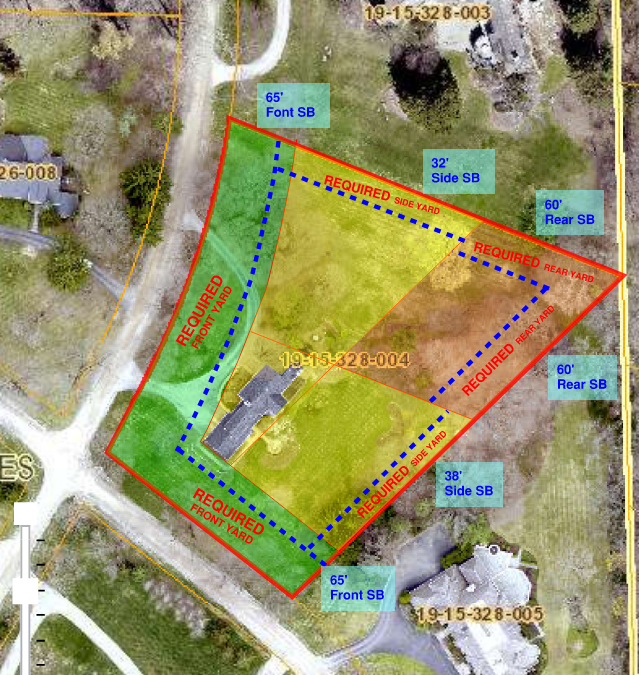 19-15-328-003
65'
Font SB
32'
Side SB
26-008
REQUIRED SIDE YARD
60'
Rear SB
REQUIRED REAR YARD
REQUIRED
FRONT YARD
19-15-328-004
REQUIRED REAR YARD
60'
Rear SB
REQUIRED SIDE YARD
ES
38'
Side SB
REQUIRED
FRONT YARD
65'
Front SB
19-15-328-005